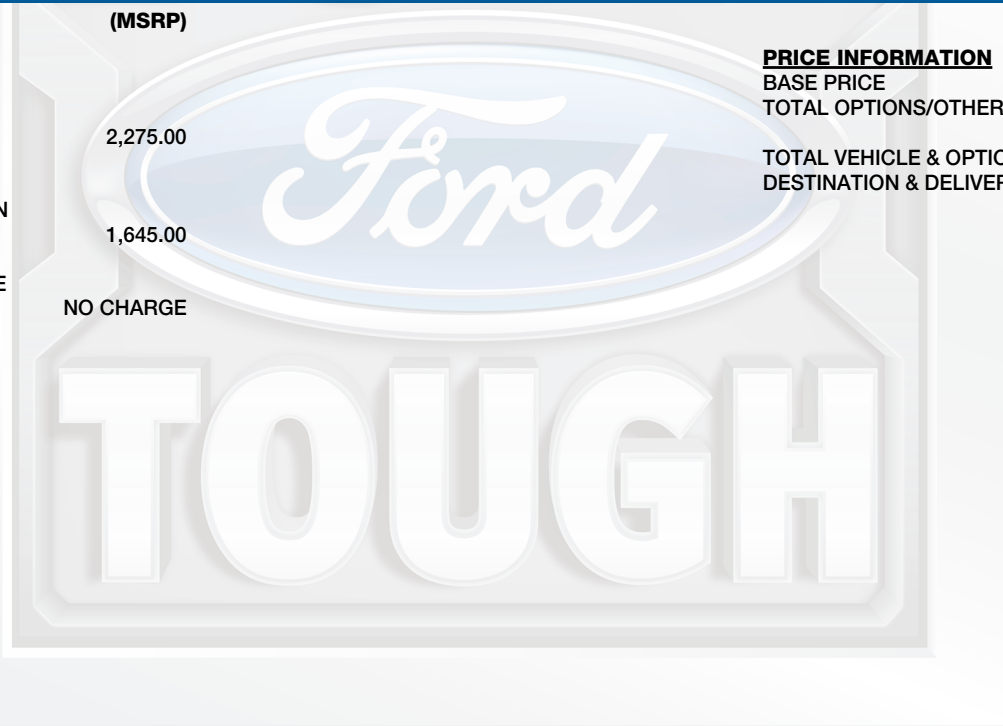 (MSRP)
2,275.00
N
1,645.00
E
NO CHARGE
PRICE INFORMATION
BASE PRICE
TOTAL OPTIONS/OTHER
TOTAL VEHICLE & OPTIO
DESTINATION & DELIVER
Ford
TOUGH